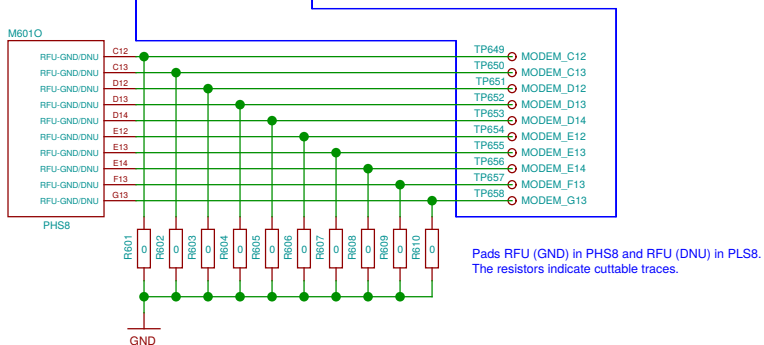 M601O
RFU-GND/DNU C12 TP649 MODEM_C12
RFU-GND/DNU C13 TP650 MODEM_C13
RFU-GND/DNU D12 TP651 MODEM_D12
RFU-GND/DNU D13 TP652 MODEM_D13
RFU-GND/DNU D14 TP653 MODEM_D14
RFU-GND/DNU E12 TP654 MODEM_E12
RFU-GND/DNU E13 TP655 MODEM_E13
RFU-GND/DNU E14 TP656 MODEM_E14
RFU-GND/DNU F13 TP657 MODEM_F13
RFU-GND/DNU G13 TP658 MODEM_G13
PHS8
R601 0 R602 0 R603 0 R604 0 R605 0 R606 0 R607 0 R608 0 R609 0 R610 0
Pads RFU (GND) in PHS8 and RFU (DNU) in PLS8.
The resistors indicate cuttable traces.
GND